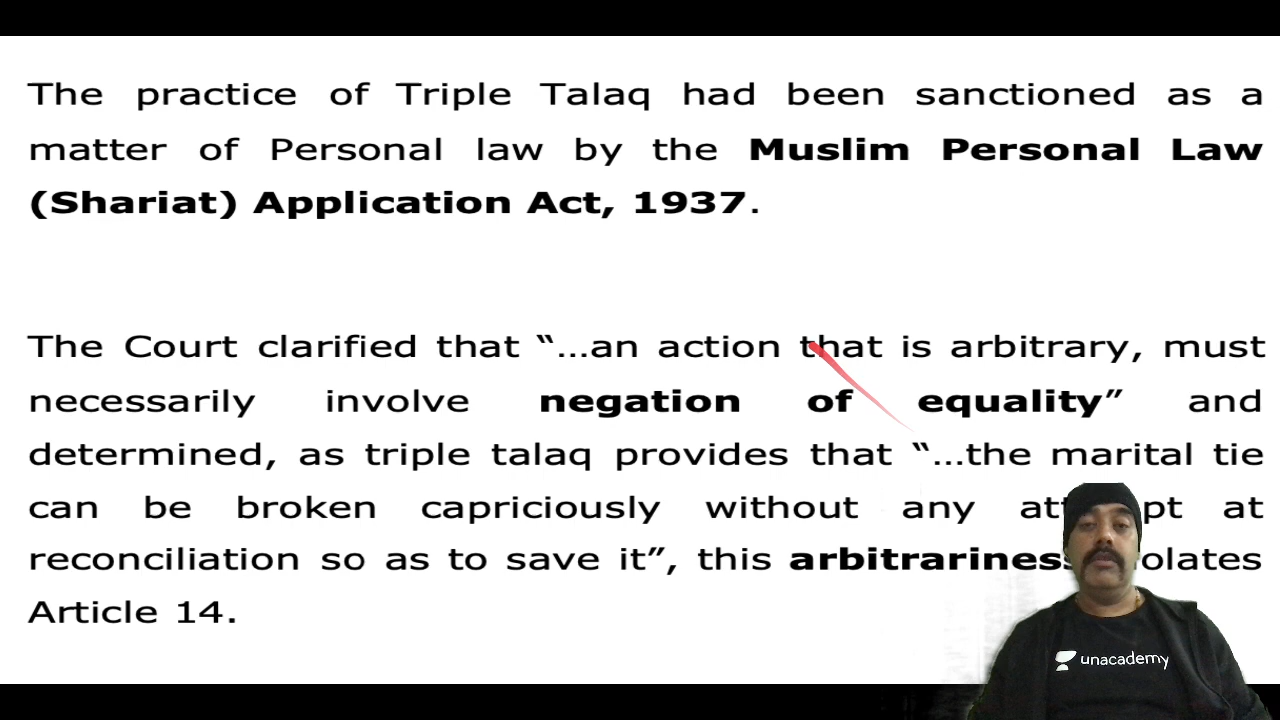 The practice of Triple Talaq had been sanctioned as a
matter of Personal law by the Muslim Personal Law
(Shariat) Application Act, 1937.
The Court clarified that “…an action that is arbitrary, must
necessarily involve negation of equality” and
determined, as triple talaq provides that “…the marital tie
can be broken capriciously without any at pt at
reconciliation so as to save it”, this arbitrariness olates
Article 14.
unacademy